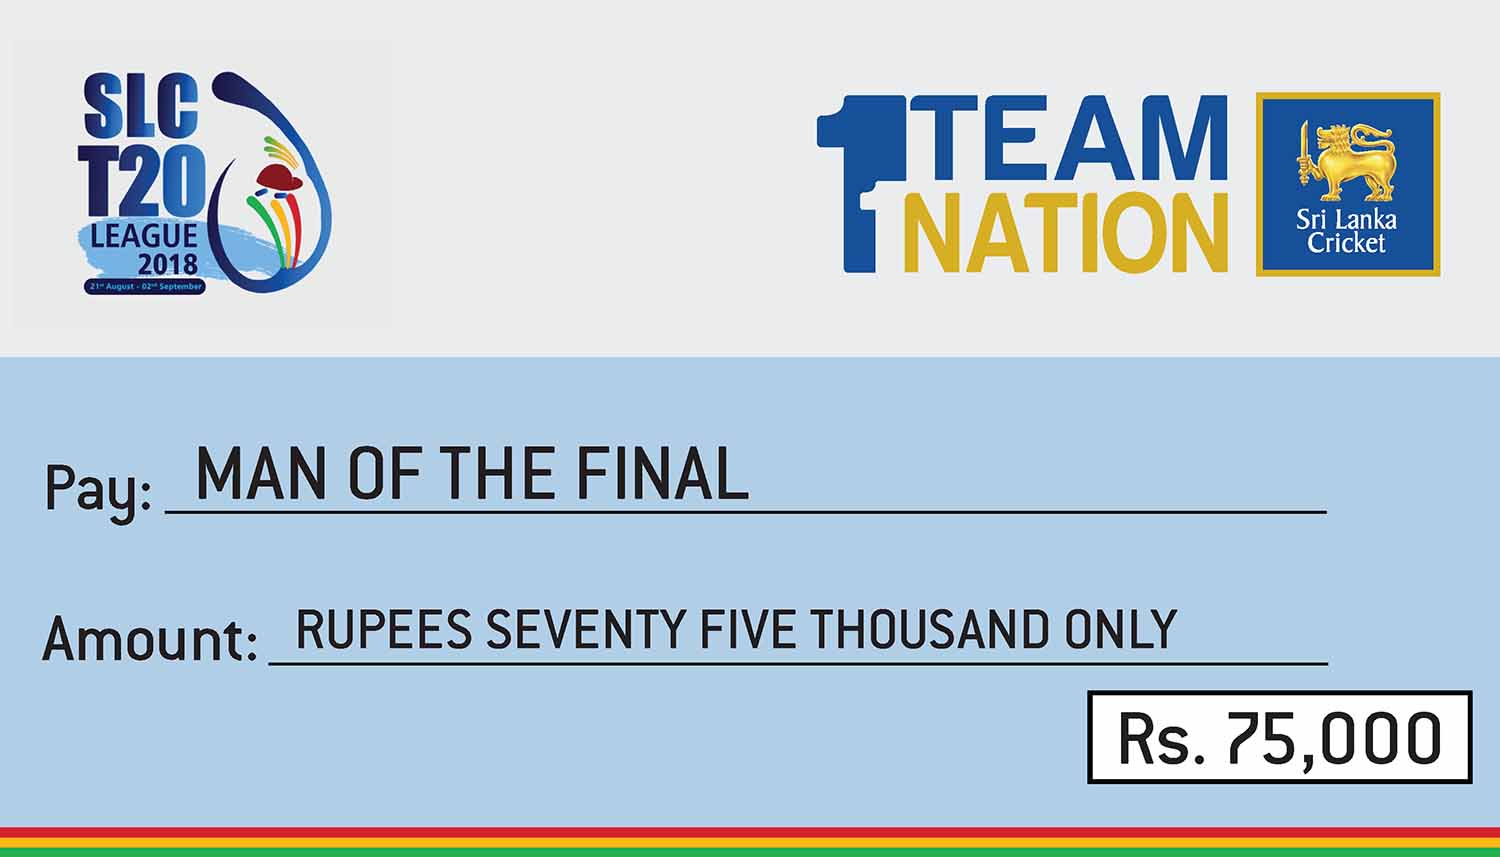 SLC
T20
LEAGUE
2018
21st August - 02nd September
1 TEAM
1 NATION
Sri Lanka
Cricket
Pay: MAN OF THE FINAL
Amount: RUPEES SEVENTY FIVE THOUSAND ONLY
Rs. 75,000